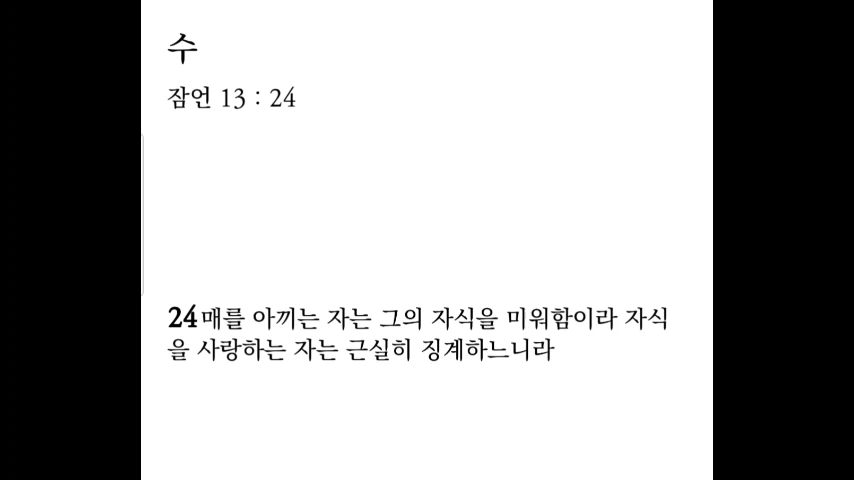 수
잠언 13 : 24
24매를 아끼는 자는 그의 자식을 미워함이라 자식
을 사랑하는 자는 근실히 징계하느니라